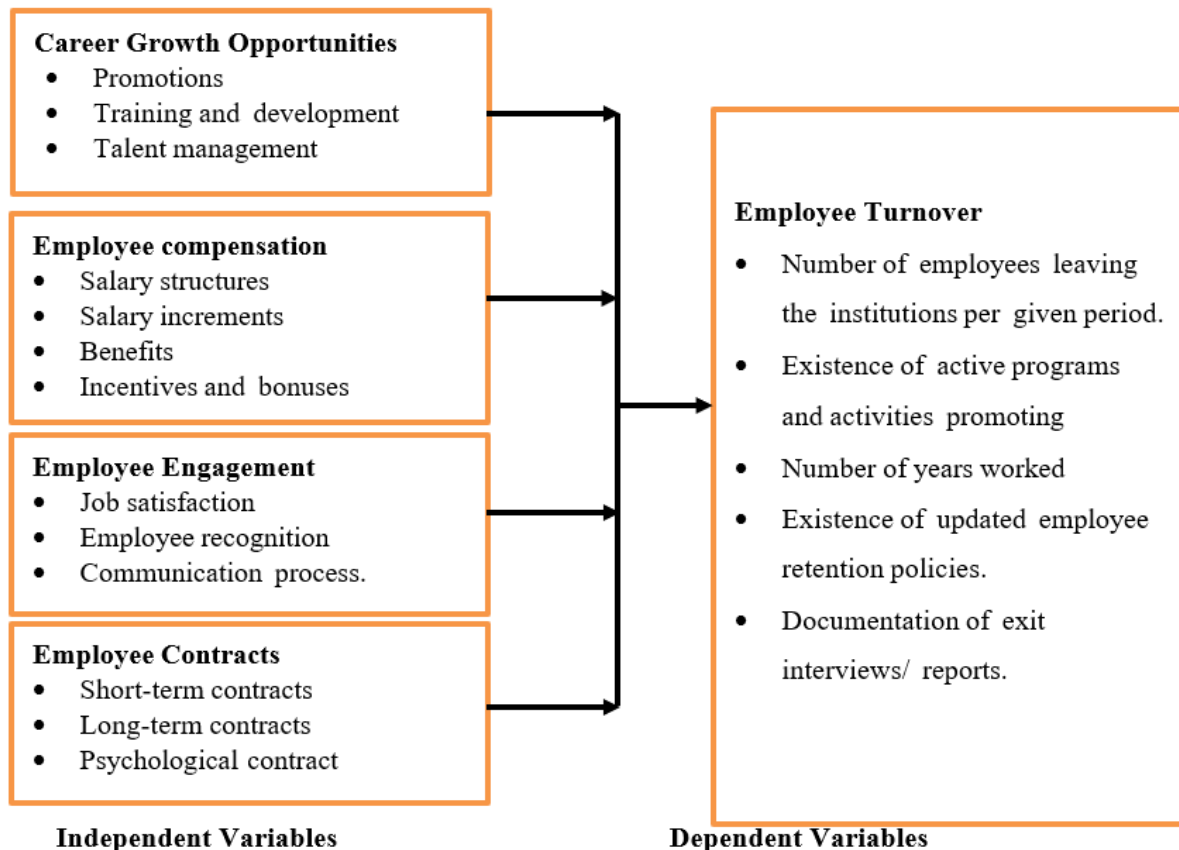 Career Growth Opportunities
• Promotions
• Training and development
• Talent management
Employee compensation
• Salary structures
• Salary increments
• Benefits
• Incentives and bonuses
Employee Engagement
• Job satisfaction
• Employee recognition
• Communication process.
Employee Contracts
• Short-term contracts
• Long-term contracts
• Psychological contract
Independent Variables
Employee Turnover
• Number of employees leaving
the institutions per given period.
• Existence of active programs
and activities promoting
• Number of years worked
• Existence of updated employee
retention policies.
• Documentation of exit
interviews/ reports.
Dependent Variables